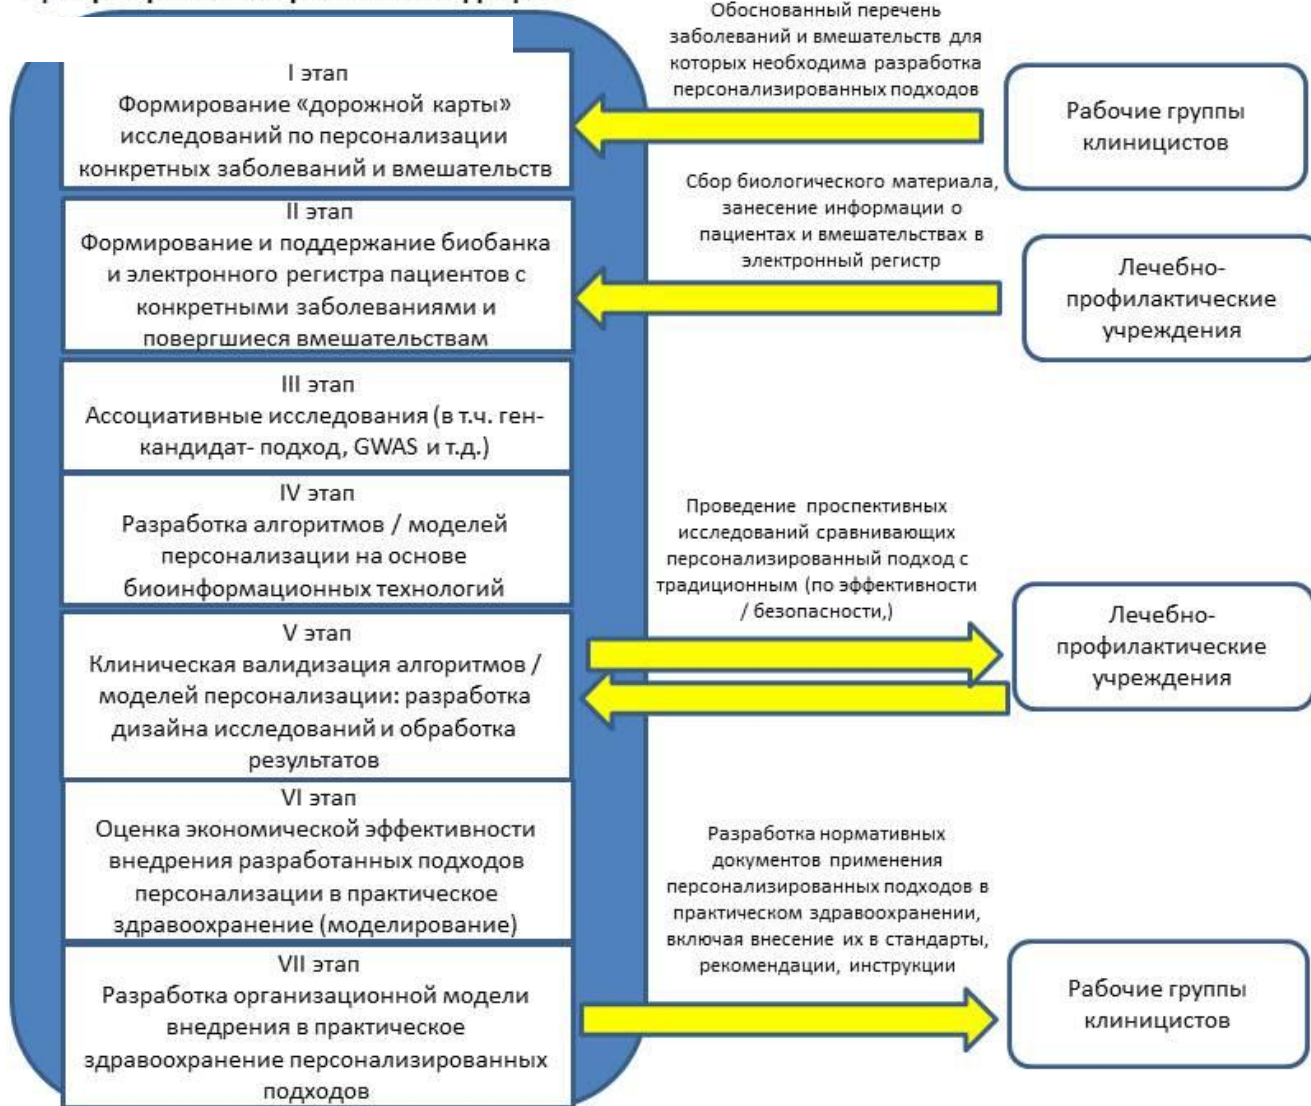 I этап
Формирование «дорожной карты»
исследований по персонализации
конкретных заболеваний и вмешательств
Обоснованный перечень
заболеваний и вмешательств для
которых необходима разработка
персонализированных подходов
Рабочие группы
клиницистов
II этап
Формирование и поддержание биобанка
и электронного регистра пациентов с
конкретными заболеваниями и
повергшиеся вмешательствам
Сбор биологического материала,
занесение информации о
пациентах и вмешательствах в
электронный регистр
Лечебно-
профилактические
учреждения
III этап
Ассоциативные исследования (в т.ч. ген-
кандидат- подход, GWAS и т.д.)
IV этап
Разработка алгоритмов / моделей
персонализации на основе
биоинформационных технологий
V этап
Клиническая валидизация алгоритмов /
моделей персонализации: разработка
дизайна исследований и обработка
результатов
Проведение проспективных
исследований сравнивающих
персонализированный подход с
традиционным (по эффективности
/ безопасности,)
Лечебно-
профилактические
учреждения
VI этап
Оценка экономической эффективности
внедрения разработанных подходов
персонализации в практическое
здравоохранение (моделирование)
VII этап
Разработка организационной модели
внедрения в практическое
здравоохранение персонализированных
подходов
Разработка нормативных
документов применения
персонализированных подходов в
практическом здравоохранении,
включая внесение их в стандарты,
рекомендации, инструкции
Рабочие группы
клиницистов